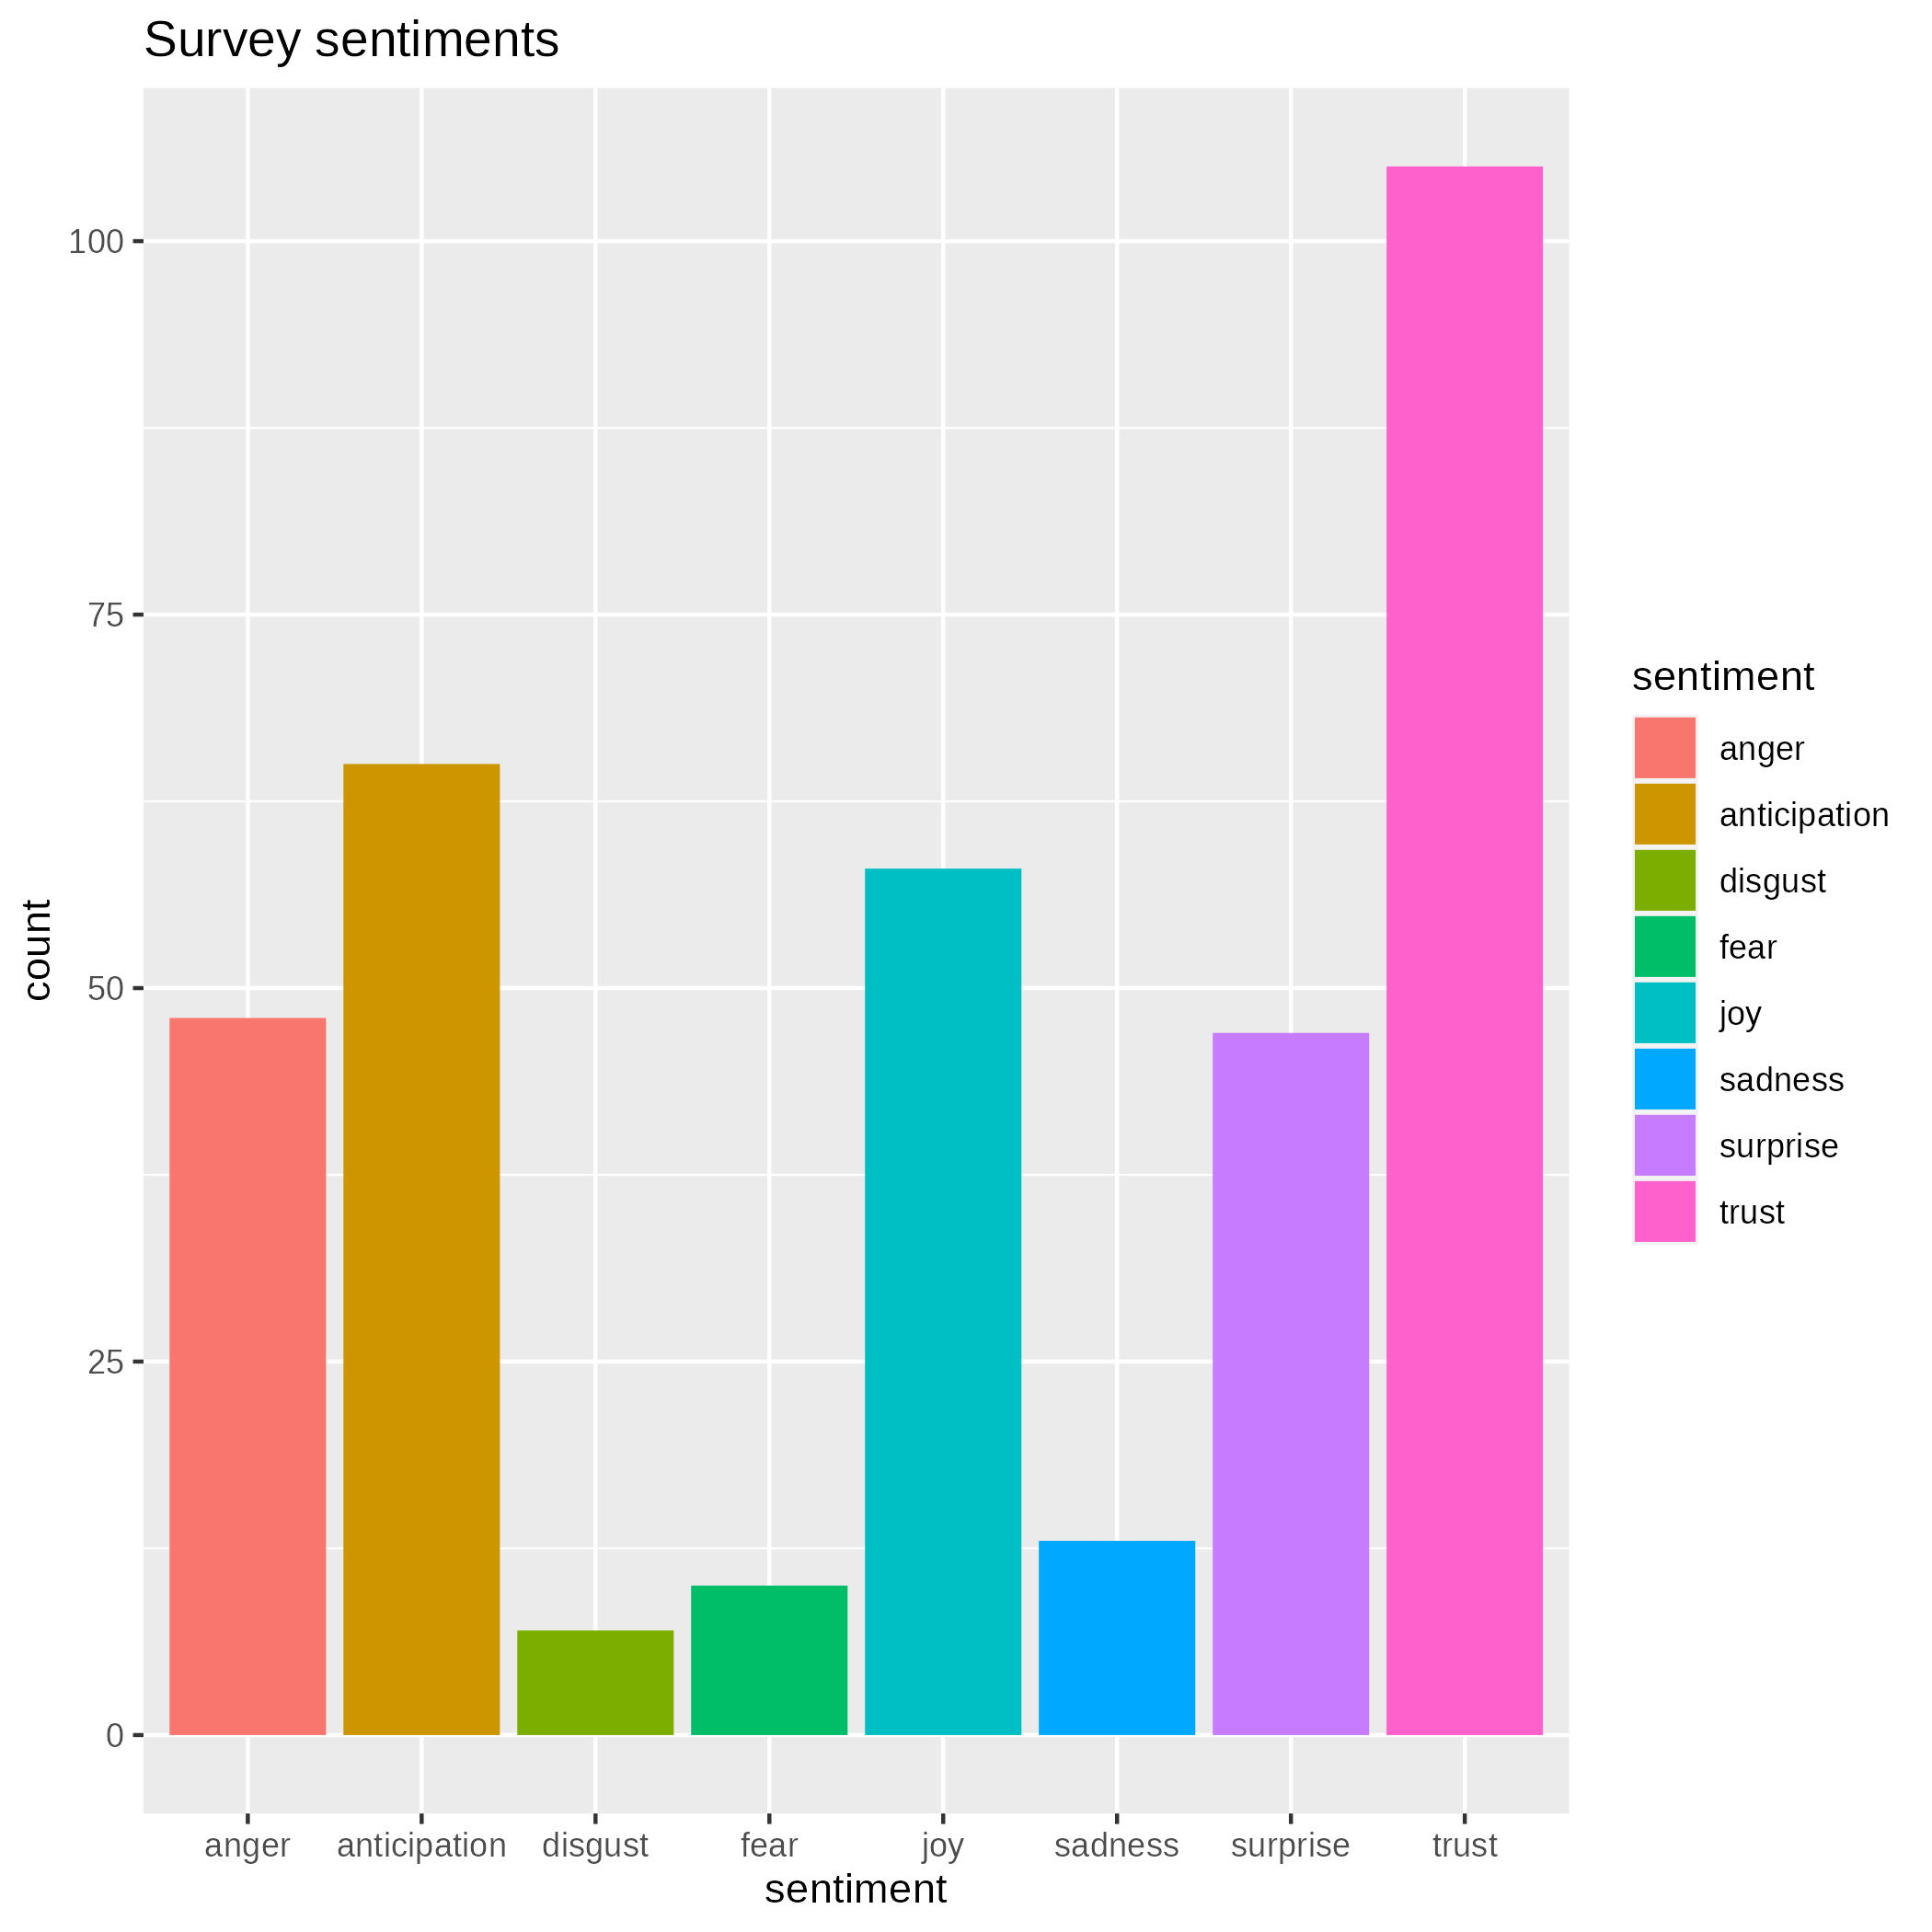 Survey sentiments
100
75
50
25
0
count
anger anticipation disgust fear joy sadness surprise trust
sentiment
sentiment
anger
anticipation
disgust
fear
joy
sadness
surprise
trust